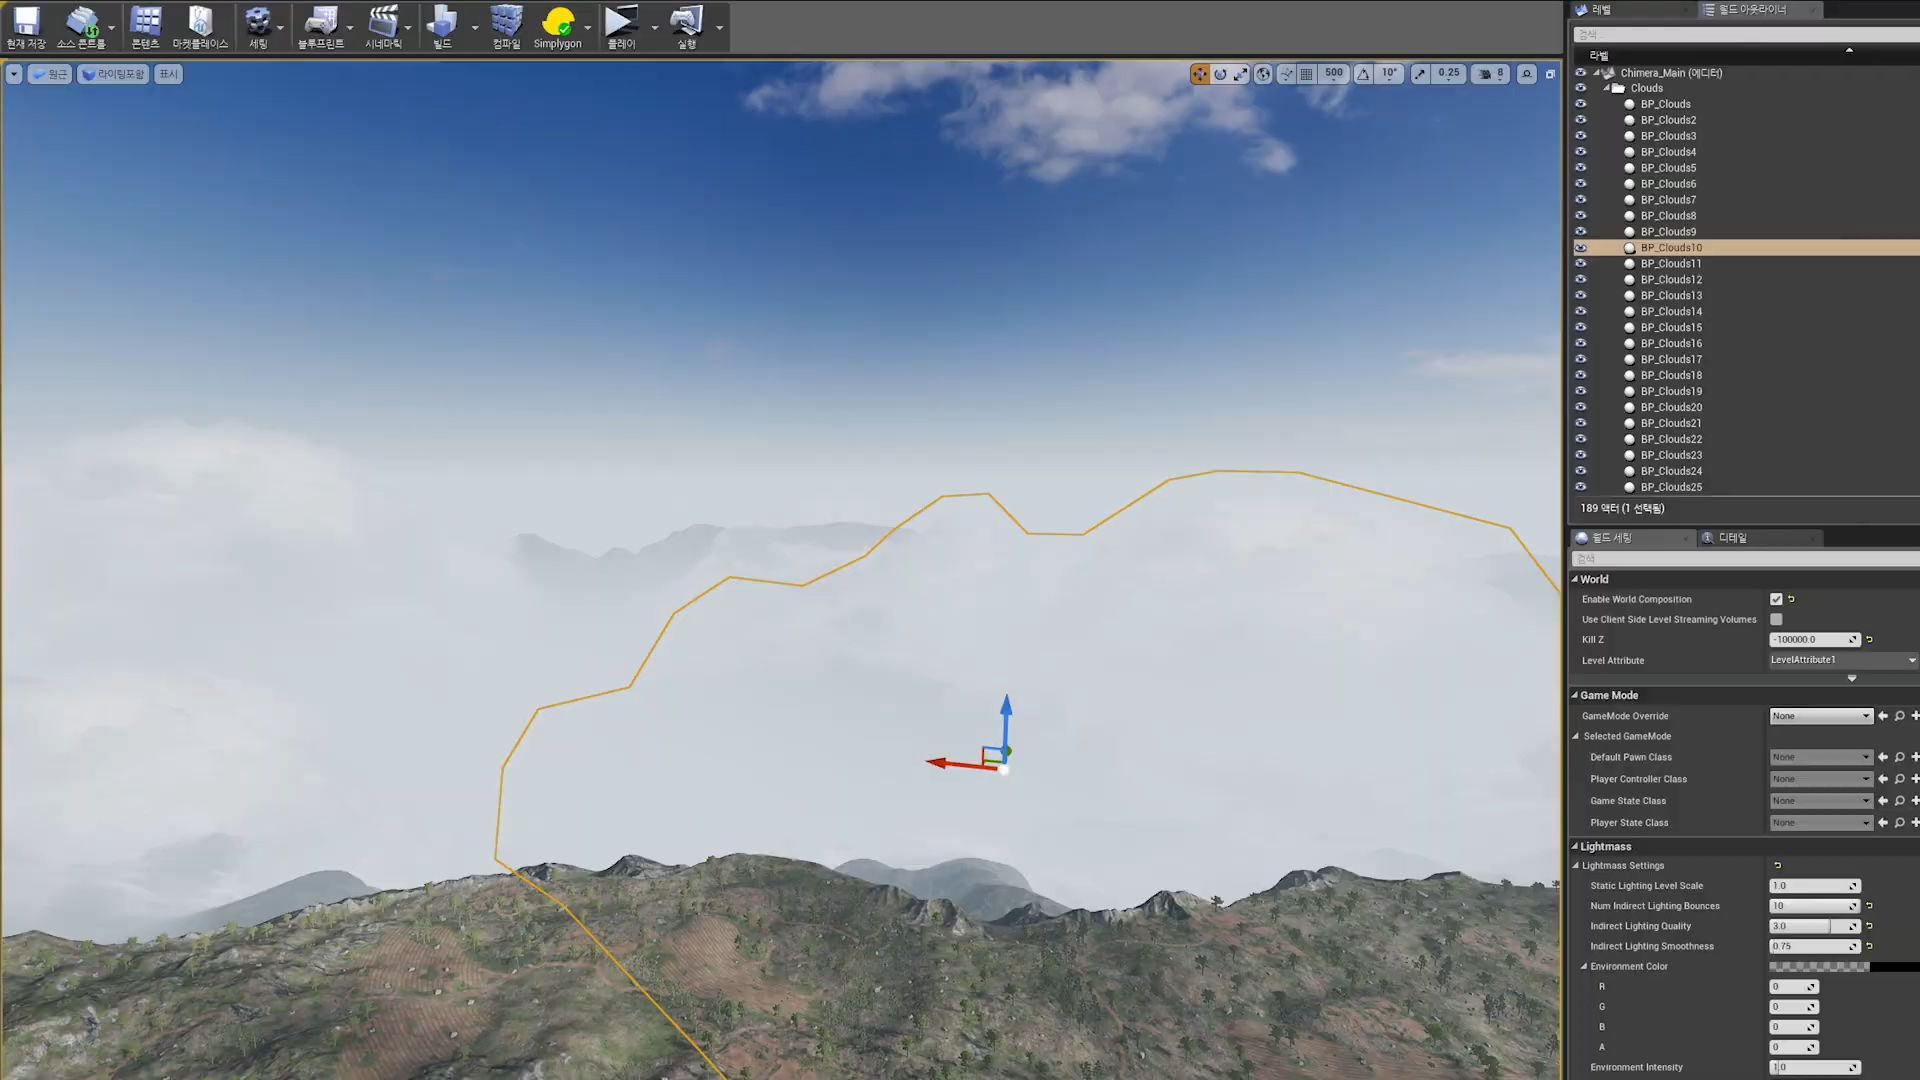 현재 저장
소스 콘트롤
콘텐츠
마켓플레이스
세팅
블루프린트
시네마틱
빌드
컴파일
Simplygon
플레이
실행
원근
라이팅포함
표시
500
10°
0.25
8
레벨
월드 아웃라이너
검색
라벨
Chimera_Main (에디터)
Clouds
BP_Clouds
BP_Clouds2
BP_Clouds3
BP_Clouds4
BP_Clouds5
BP_Clouds6
BP_Clouds7
BP_Clouds8
BP_Clouds9
BP_Clouds10
BP_Clouds11
BP_Clouds12
BP_Clouds13
BP_Clouds14
BP_Clouds15
BP_Clouds16
BP_Clouds17
BP_Clouds18
BP_Clouds19
BP_Clouds20
BP_Clouds21
BP_Clouds22
BP_Clouds23
BP_Clouds24
BP_Clouds25
189 액터 (1 선택됨)
월드 세팅
디테일
검색
World
Enable World Composition
Use Client Side Level Streaming Volumes
Kill Z -100000.0
Level Attribute LevelAttribute1
Game Mode
GameMode Override None
Selected GameMode
Default Pawn Class None
Player Controller Class None
Game State Class None
Player State Class None
Lightmass
Lightmass Settings
Static Lighting Level Scale 1.0
Num Indirect Lighting Bounces 10
Indirect Lighting Quality 3.0
Indirect Lighting Smoothness 0.75
Environment Color
R 0
G 0
B 0
A 0
Environment Intensity 1.0